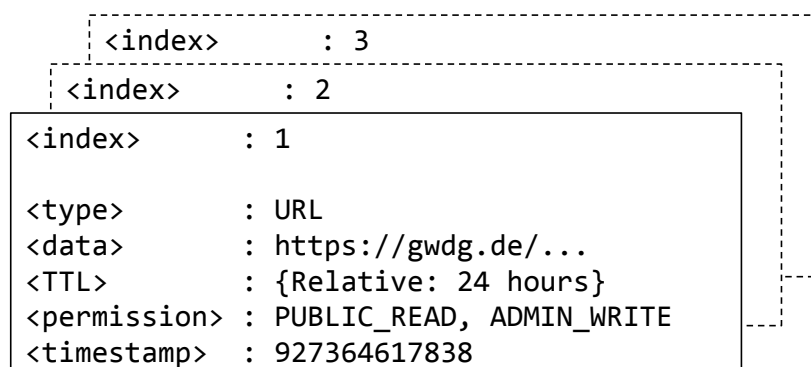 <index>      : 3
<index>      : 2
<index>      : 1
<type>       : URL
<data>       : https://gwdg.de/...
<TTL>        : {Relative: 24 hours}
<permission> : PUBLIC_READ, ADMIN_WRITE
<timestamp>  : 927364617838